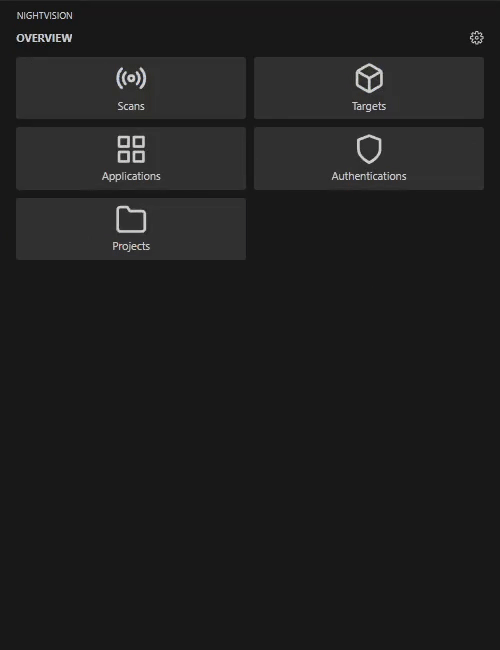 NIGHTVISION
OVERVIEW
Scans
Targets
Applications
Authentications
Projects